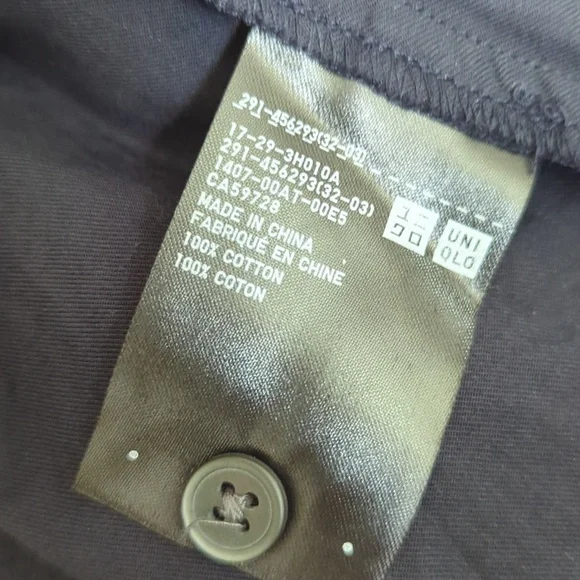 291-456293(32-03)
17-29-3H010A
291-456293(32-03)
1407-00AT-00E5
CA59728
MADE IN CHINA
FABRIQUÉ EN CHINE
100% COTTON
100% COTON
ユニ
クロ
UNI
QLO